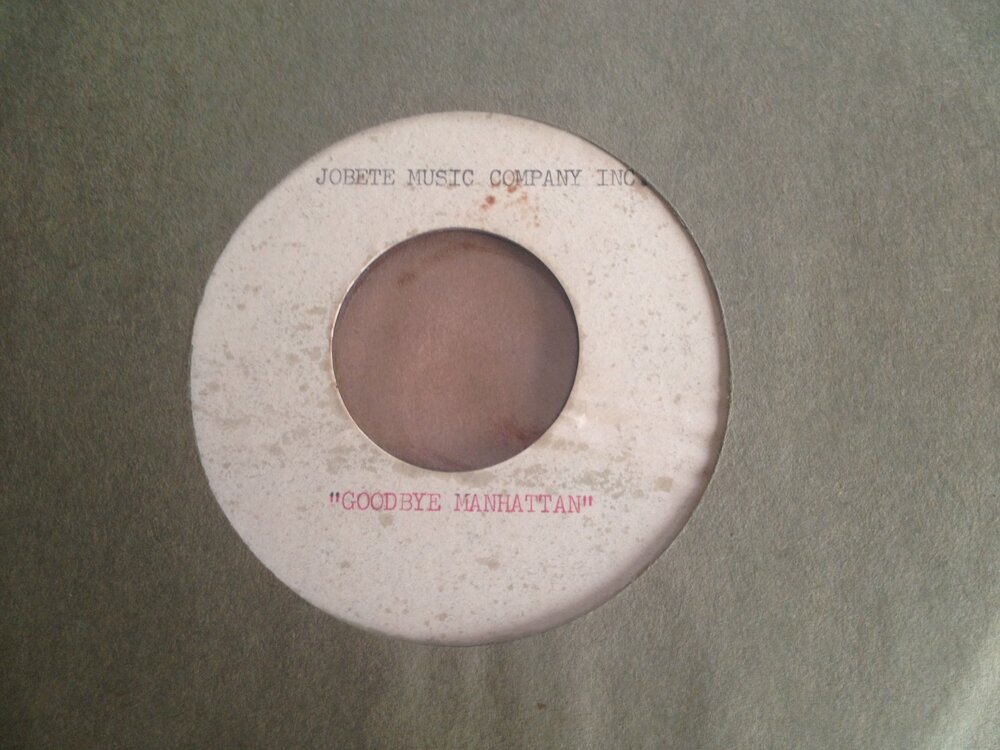 JOBETE MUSIC COMPANY INC.
"GOODBYE MANHATTAN"